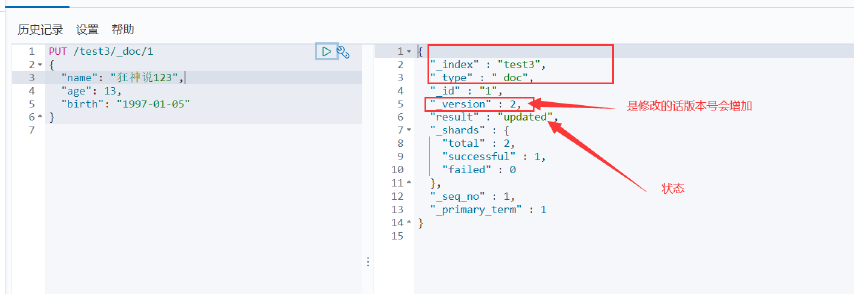 历史记录 设置 帮助
1 PUT /test3/_doc/1
2 {
3 "name": "狂神说123",
4 "age": 13,
5 "birth": "1997-01-05"
6 }
7
1 {
2 "_index" : "test3",
3 "_type" : "_doc",
4 "_id" : "1",
5 "_version" : 2,
是修改的话版本号会增加
6 "result" : "updated",
7 "_shards" : {
8 "total" : 2,
9 "successful" : 1,
状态
10 "failed" : 0
11 },
12 "_seq_no" : 1,
13 "_primary_term" : 1
14 }
15